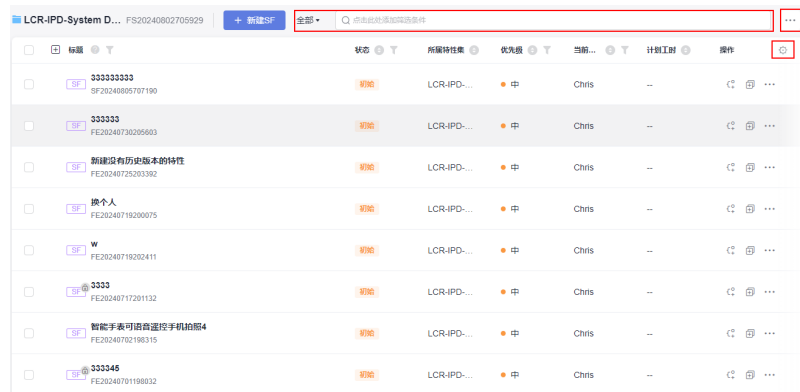 LCR-IPD-System D... FS20240802705929 + 新建SF 全部 点击此处添加筛选条件 ...
标题 状态 所属特性集 优先级 当前... 计划工时 操作
SF 333333333 初始 LCR-IPD-... 中 Chris -- ...
SF20240805707190
SF 333333 初始 LCR-IPD-... 中 Chris -- ...
FE20240730205603
SF 新建没有历史版本的特性 初始 LCR-IPD-... 中 Chris -- ...
FE20240725203392
SF 换个人 初始 LCR-IPD-... 中 Chris -- ...
FE20240719200075
SF w 初始 LCR-IPD-... 中 Chris -- ...
FE20240719202411
SF 3333 初始 LCR-IPD-... 中 Chris -- ...
FE20240717201132
SF 智能手表可语音遥控手机拍照4 初始 LCR-IPD-... 中 Chris -- ...
FE20240702198315
SF 333345 初始 LCR-IPD-... 中 Chris -- ...
FE20240701198032